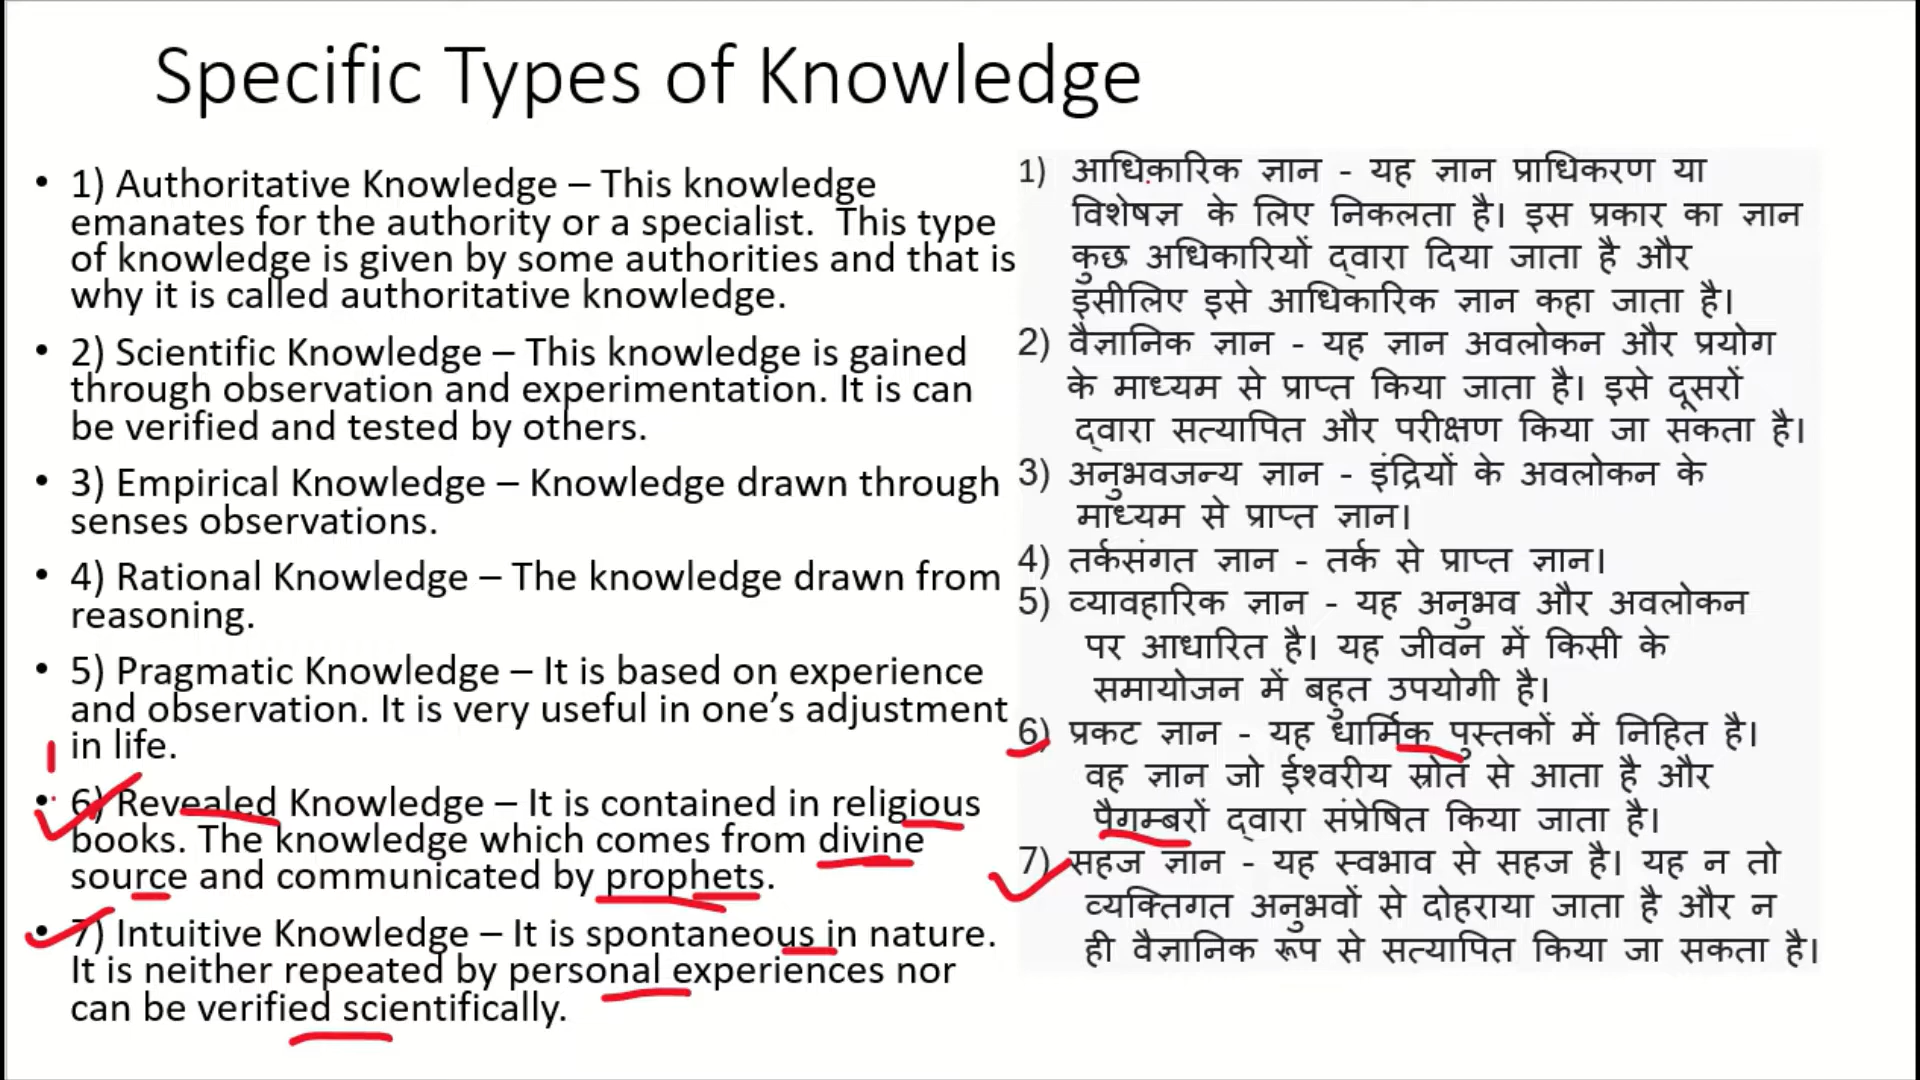 Specific Types of Knowledge
• 1) Authoritative Knowledge – This knowledge
emanates for the authority or a specialist.  This type
of knowledge is given by some authorities and that is
why it is called authoritative knowledge.
• 2) Scientific Knowledge – This knowledge is gained
through observation and experimentation. It is can
be verified and tested by others.
• 3) Empirical Knowledge – Knowledge drawn through
senses observations.
• 4) Rational Knowledge – The knowledge drawn from
reasoning.
• 5) Pragmatic Knowledge – It is based on experience
and observation. It is very useful in one’s adjustment
in life.
• 6) Revealed Knowledge – It is contained in religious
books. The knowledge which comes from divine
source and communicated by prophets.
• 7) Intuitive Knowledge – It is spontaneous in nature.
It is neither repeated by personal experiences nor
can be verified scientifically.
1) आधिकारिक ज्ञान - यह ज्ञान प्राधिकरण या
विशेषज्ञ के लिए निकलता है। इस प्रकार का ज्ञान
कुछ अधिकारियों द्वारा दिया जाता है और
इसीलिए इसे आधिकारिक ज्ञान कहा जाता है।
2) वैज्ञानिक ज्ञान - यह ज्ञान अवलोकन और प्रयोग
के माध्यम से प्राप्त किया जाता है। इसे दूसरों
द्वारा सत्यापित और परीक्षण किया जा सकता है।
3) अनुभवजन्य ज्ञान - इंद्रियों के अवलोकन के
माध्यम से प्राप्त ज्ञान।
4) तर्कसंगत ज्ञान - तर्क से प्राप्त ज्ञान।
5) व्यावहारिक ज्ञान - यह अनुभव और अवलोकन
पर आधारित है। यह जीवन में किसी के
समायोजन में बहुत उपयोगी है।
6) प्रकट ज्ञान - यह धार्मिक पुस्तकों में निहित है।
वह ज्ञान जो ईश्वरीय स्रोत से आता है और
पैगम्बरों द्वारा संप्रेषित किया जाता है।
7) सहज ज्ञान - यह स्वभाव से सहज है। यह न तो
व्यक्तिगत अनुभवों से दोहराया जाता है और न
ही वैज्ञानिक रूप से सत्यापित किया जा सकता है।